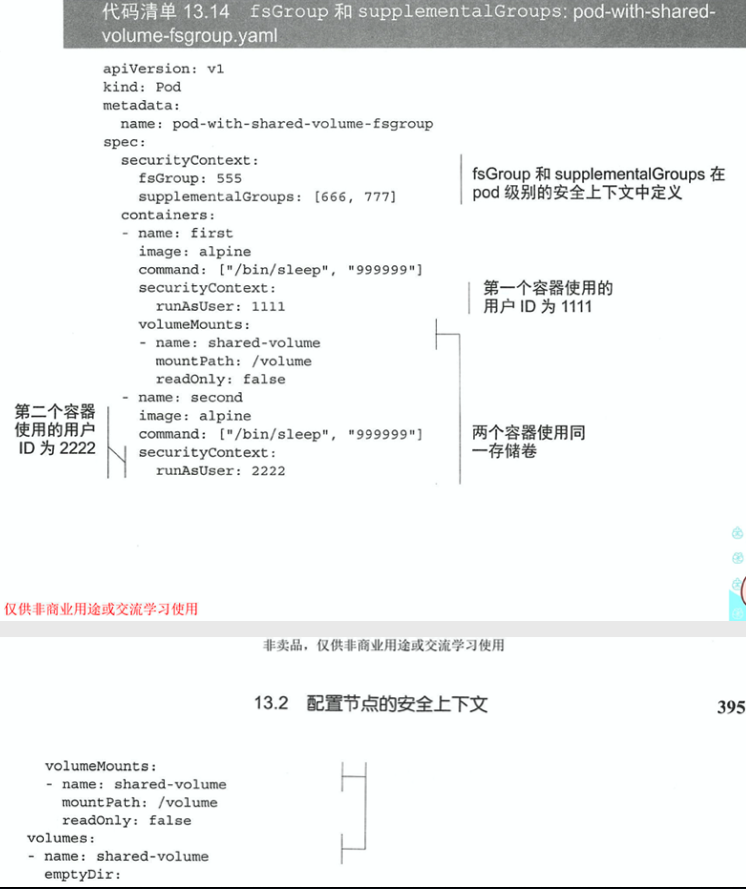 代码清单 13.14 fsGroup 和 supplementalGroups: pod-with-shared-
volume-fsgroup.yaml
apiVersion: v1
kind: Pod
metadata:
  name: pod-with-shared-volume-fsgroup
spec:
  securityContext:
    fsGroup: 555
    supplementalGroups: [666, 777]
fsGroup 和 supplementalGroups 在
pod 级别的安全上下文中定义
  containers:
  - name: first
    image: alpine
    command: ["/bin/sleep", "999999"]
    securityContext:
      runAsUser: 1111
第一个容器使用的
用户 ID 为 1111
    volumeMounts:
    - name: shared-volume
      mountPath: /volume
      readOnly: false
  - name: second
    image: alpine
    command: ["/bin/sleep", "999999"]
    securityContext:
      runAsUser: 2222
第二个容器
使用的用户
ID 为 2222
两个容器使用同
一存储卷
仅供非商业用途或交流学习使用
非卖品，仅供非商业用途或交流学习使用
13.2 配置节点的安全上下文
395
    volumeMounts:
    - name: shared-volume
      mountPath: /volume
      readOnly: false
  volumes:
  - name: shared-volume
    emptyDir: